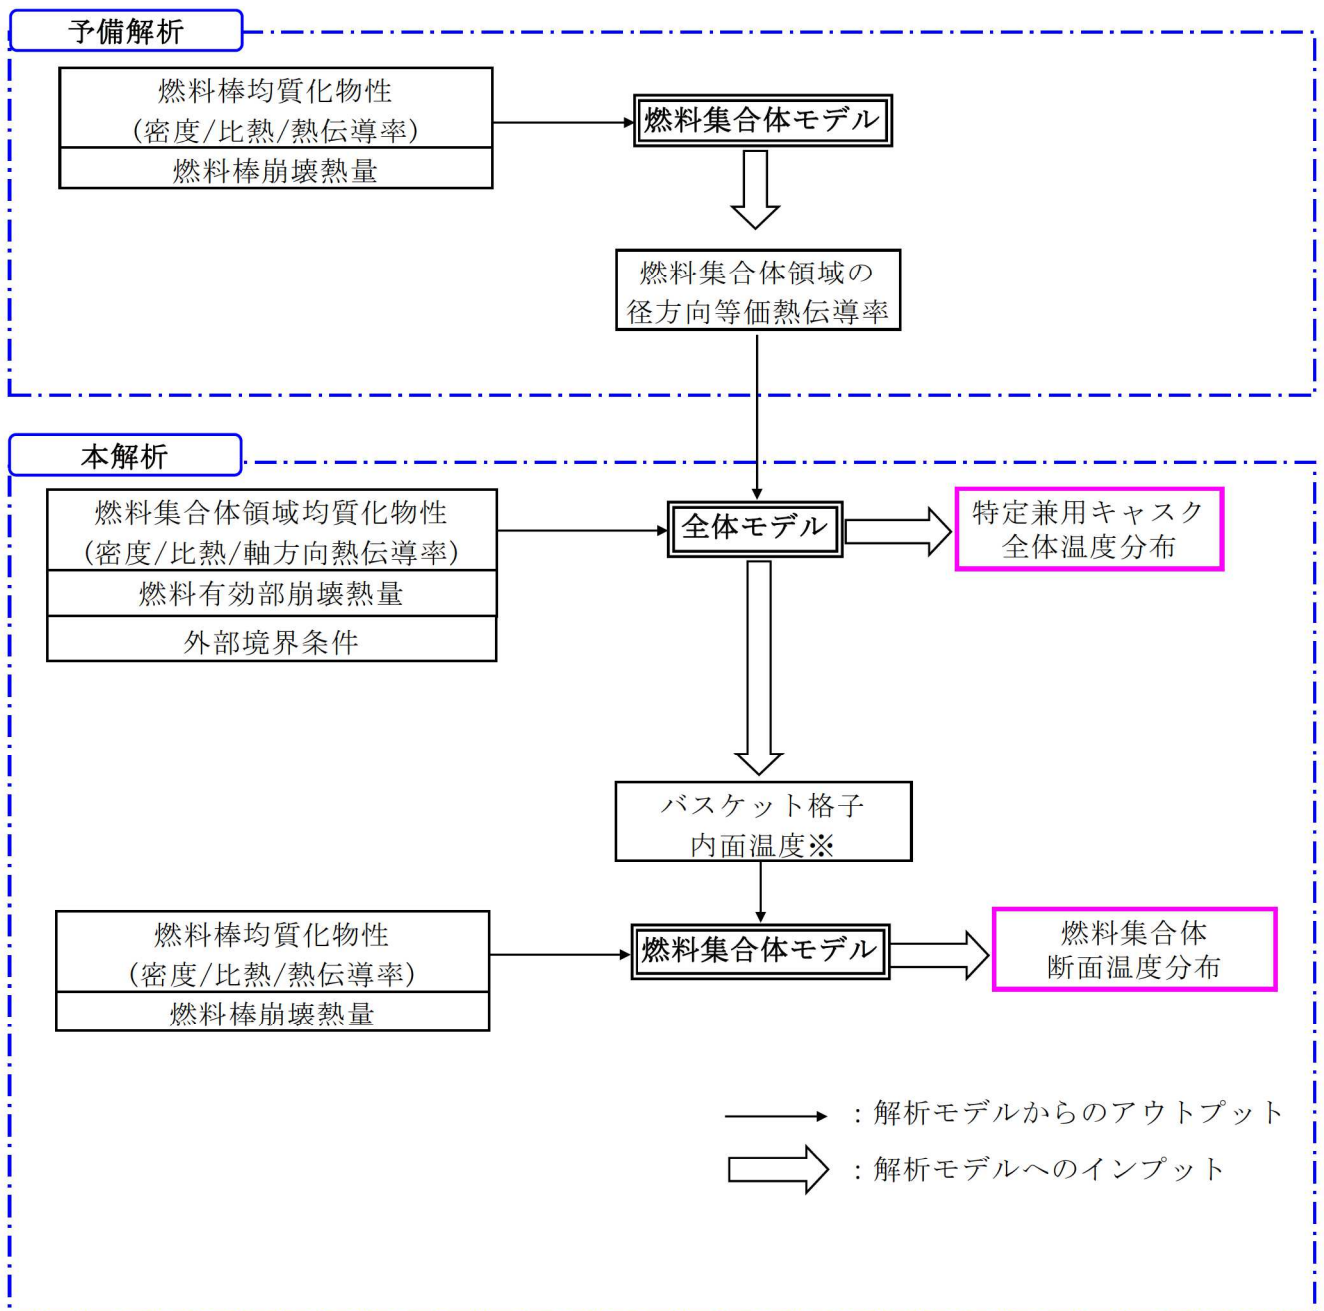 予備解析
燃料棒均質化物性
(密度/比熱/熱伝導率)
燃料棒崩壊熱量
燃料集合体モデル
燃料集合体領域の
径方向等価熱伝導率
本解析
燃料集合体領域均質化物性
(密度/比熱/軸方向熱伝導率)
燃料有効部崩壊熱量
外部境界条件
全体モデル
特定兼用キャスク
全体温度分布
バスケット格子
内面温度※
燃料棒均質化物性
(密度/比熱/熱伝導率)
燃料棒崩壊熱量
燃料集合体モデル
燃料集合体
断面温度分布
：解析モデルからのアウトプット
：解析モデルへのインプット